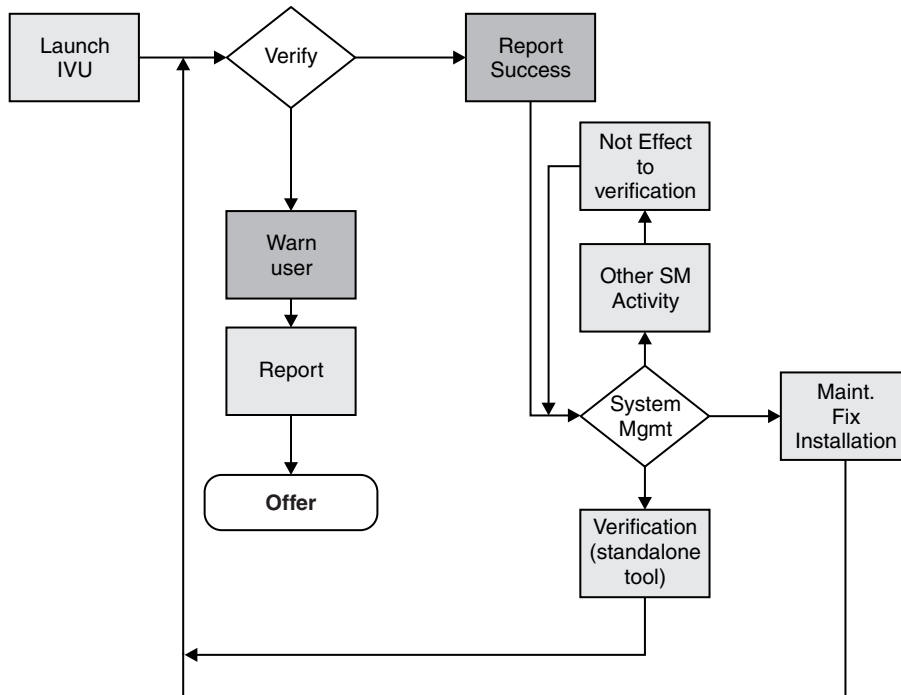 Launch
IVU
Verify
Report
Success
Not Effect
to
verification
Warn
user
Other SM
Activity
Report
System
Mgmt
Maint.
Fix
Installation
Offer
Verification
(standalone
tool)